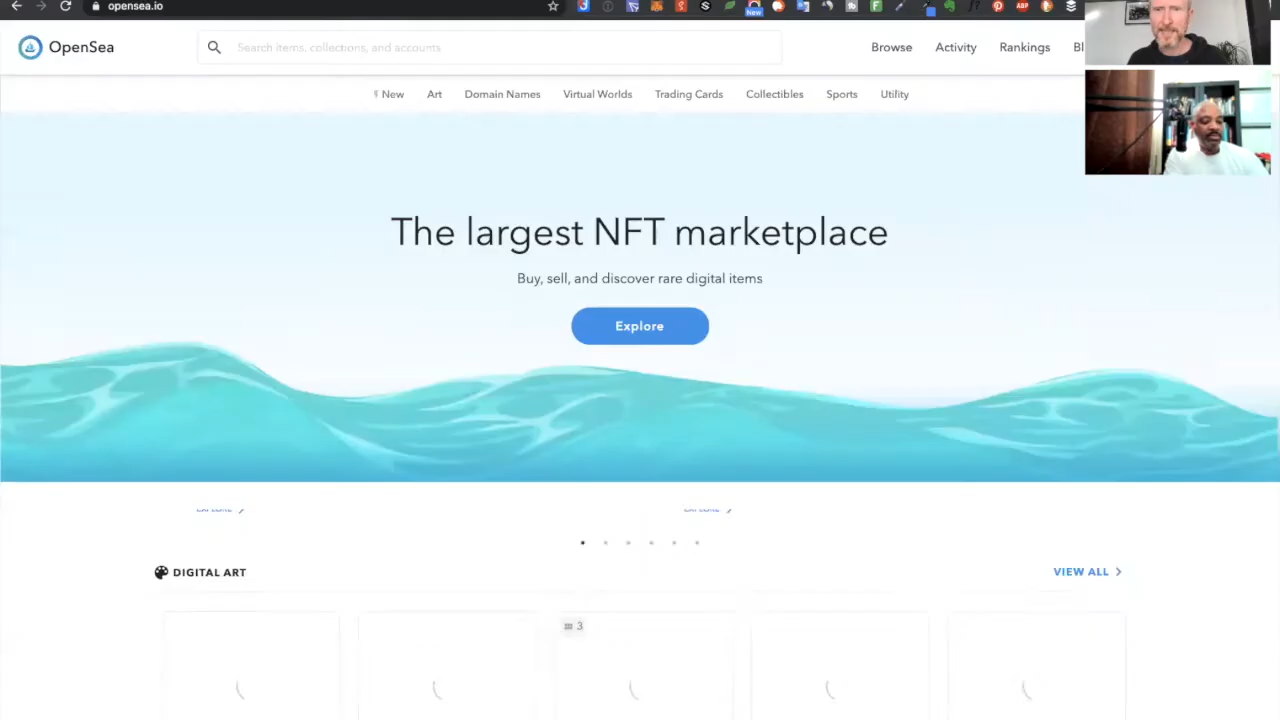 opensea.io
New
OpenSea
Search items, collections, and accounts
Browse
Activity
Rankings
Bl
New
Art
Domain Names
Virtual Worlds
Trading Cards
Collectibles
Sports
Utility
The largest NFT marketplace
Buy, sell, and discover rare digital items
Explore
DIGITAL ART
VIEW ALL
3